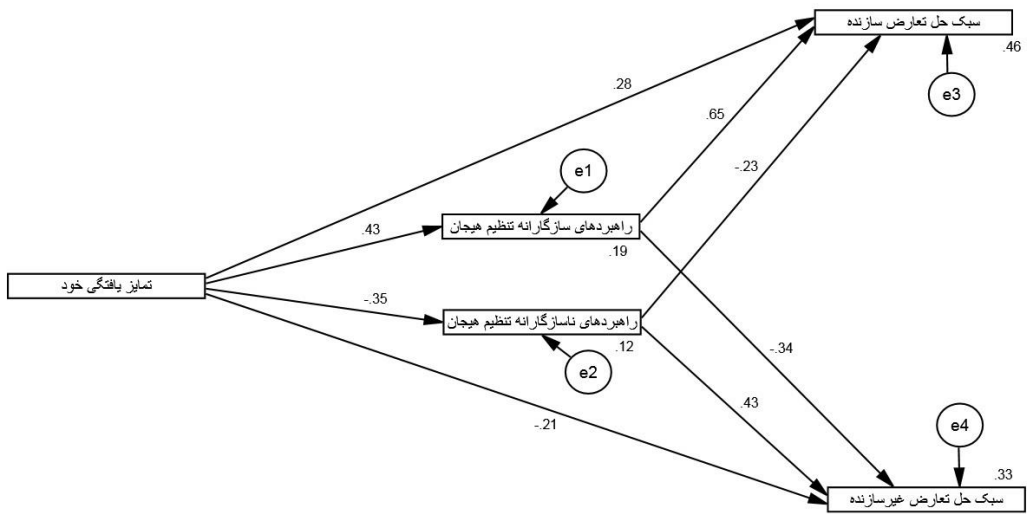 سبک حل تعارض سازنده
.46
e3
.28
.65
-.23
e1
.43
راهبردهای سازگارانه تنظیم هیجان
.19
تمایز یافتگی خود
-.35
راهبردهای ناسازگارانه تنظیم هیجان
.12
e2
-.34
.43
-.21
e4
.33
سبک حل تعارض غیرسازنده